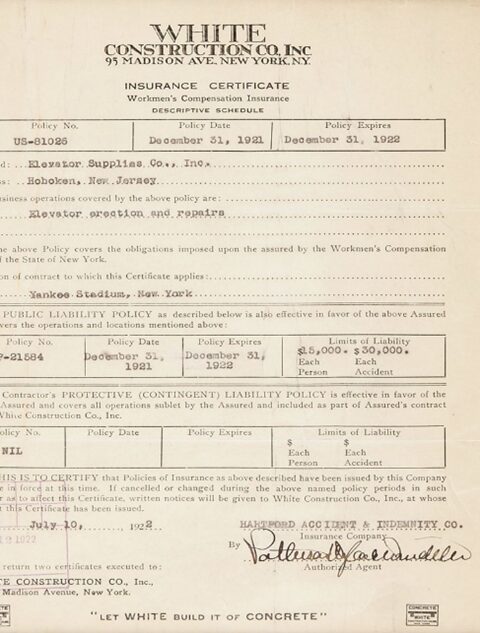 WHITE
CONSTRUCTION CO., INC
95 MADISON AVE., NEW YORK, N.Y.
INSURANCE CERTIFICATE
Workmen's Compensation Insurance
DESCRIPTIVE SCHEDULE
Policy No. Policy Date Policy Expires
US-81026 December 31, 1921 December 31, 1922
d: Elevator Supplies Co., Inc.
s: Hoboken, New Jersey
siness operations covered by the above policy are:
Elevator erection and repairs
he above Policy covers the obligations imposed upon the assured by the Workmen's Compensation
f the State of New York.
on of contract to which this Certificate applies:
Yankee Stadium, New York
PUBLIC LIABILITY POLICY as described below is also effective in favor of the above Assured
vers the operations and locations mentioned above:
Policy No. Policy Date Policy Expires Limits of Liability
P-21584 December 31, 1921 December 31, 1922 $15,000. $30,000.
Each Each
Person Accident
Contractor's PROTECTIVE (CONTINGENT) LIABILITY POLICY is effective in favor of the
Assured and covers all operations sublet by the Assured and included as part of Assured's contract
White Construction Co., Inc.
olicy No. Policy Date Policy Expires Limits of Liability
NIL $ $
Each Each
Person Accident
HIS IS TO CERTIFY that Policies of Insurance as above described have been issued by this Company
e in force at this time. If cancelled or changed during the above named policy periods in such
r as to affect this Certificate, written notices will be given to White Construction Co., Inc., at whose
t this Certificate has been issued.
July 10, 1922 HARTFORD ACCIDENT & INDEMNITY CO.
Insurance Company
1922
By
Authorized Agent
return two certificates executed to:
TE CONSTRUCTION CO., Inc.,
Madison Avenue, New York.
"LET WHITE BUILD IT OF CONCRETE"
CONCRETE
WHITE
CONCRETE
WHITE